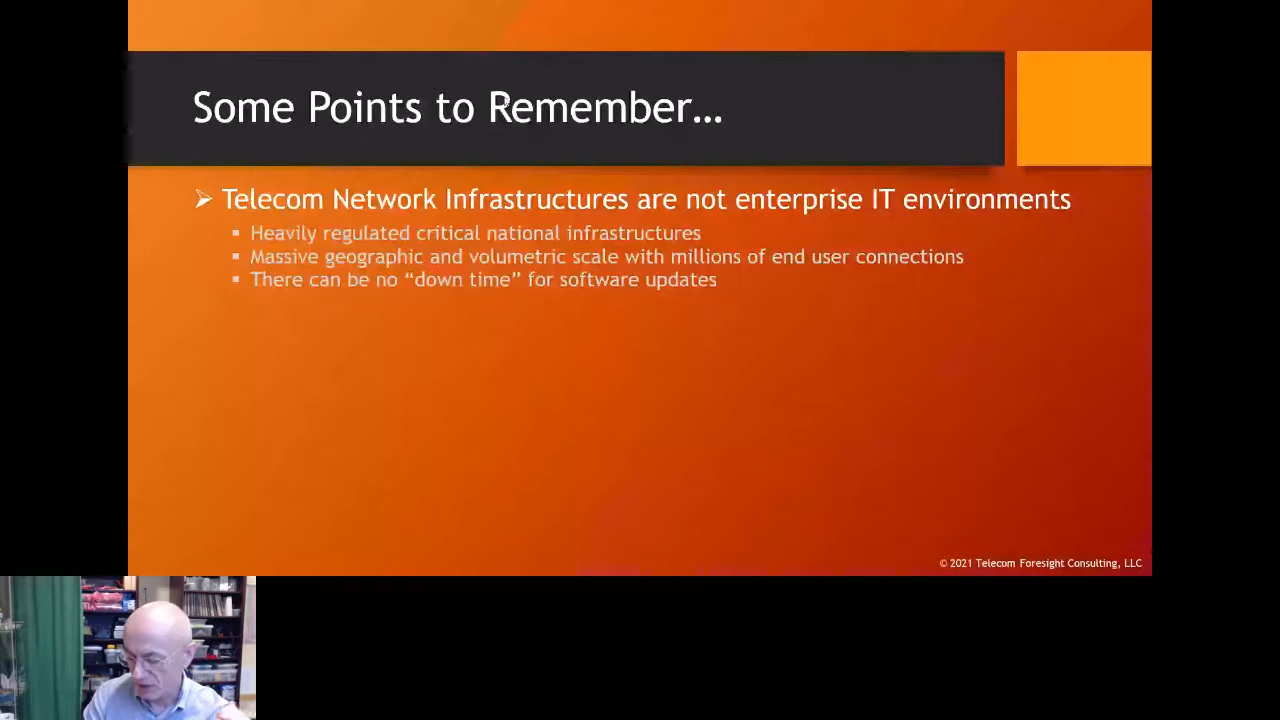 Some Points to Remember…
➢ Telecom Network Infrastructures are not enterprise IT environments
▪ Heavily regulated critical national infrastructures
▪ Massive geographic and volumetric scale with millions of end user connections
▪ There can be no “down time” for software updates
© 2021 Telecom Foresight Consulting, LLC